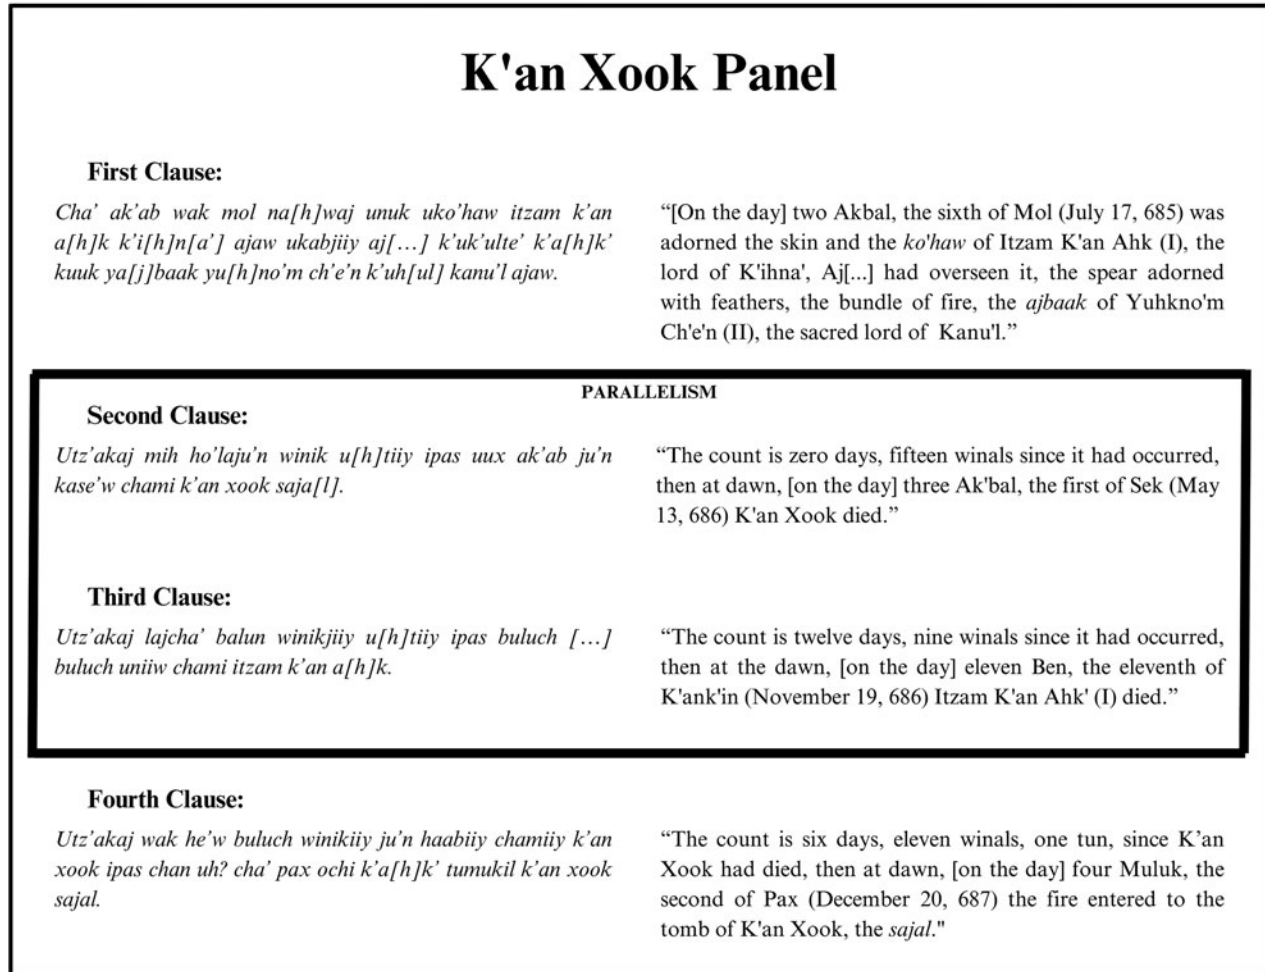 K'an Xook Panel
First Clause:
Cha’ ak’ab wak mol na[h]waj unuk uko’haw itzam k’an
a[h]k k’i[h]n[a’] ajaw ukabjiiy aj[…] k’uk’ulte’ k’a[h]k’
kuuk ya[j]baak yu[h]no’m ch’e’n k’uh[ul] kanu’l ajaw.
“[On the day] two Akbal, the sixth of Mol (July 17, 685) was
adorned the skin and the ko'haw of Itzam K'an Ahk (I), the
lord of K'ihna', Aj[...] had overseen it, the spear adorned
with feathers, the bundle of fire, the ajbaak of Yuhkno'm
Ch'e'n (II), the sacred lord of Kanu'l.”
PARALLELISM
Second Clause:
Utz’akaj mih ho’laju’n winik u[h]tiiy ipas uux ak’ab ju’n
kase’w chami k’an xook saja[l].
“The count is zero days, fifteen winals since it had occurred,
then at dawn, [on the day] three Ak'bal, the first of Sek (May
13, 686) K'an Xook died.”
Third Clause:
Utz’akaj lajcha’ balun winikjiiy u[h]tiiy ipas buluch […]
buluch uniiw chami itzam k’an a[h]k.
“The count is twelve days, nine winals since it had occurred,
then at the dawn, [on the day] eleven Ben, the eleventh of
K'ank'in (November 19, 686) Itzam K'an Ahk' (I) died.”
Fourth Clause:
Utz’akaj wak he’w buluch winikiiy ju’n haabiiy chamiiy k’an
xook ipas chan uh? cha’ pax ochi k’a[h]k’ tumukil k’an xook
sajal.
“The count is six days, eleven winals, one tun, since K’an
Xook had died, then at dawn, [on the day] four Muluk, the
second of Pax (December 20, 687) the fire entered to the
tomb of K'an Xook, the sajal."